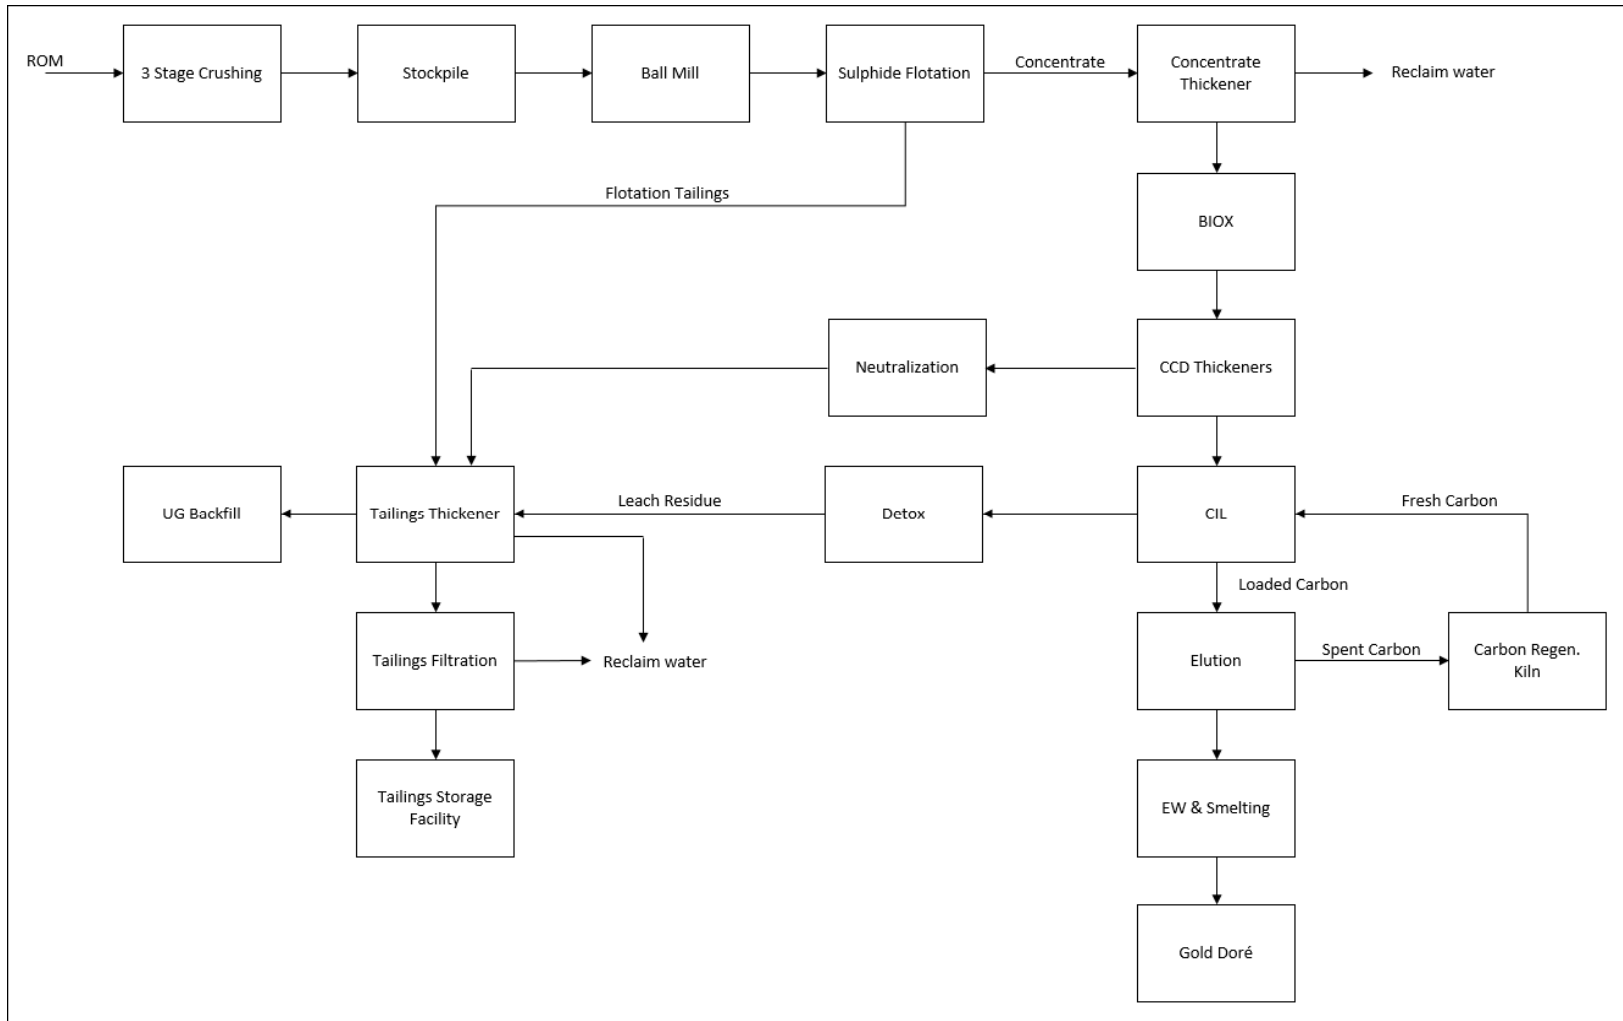 ROM
3 Stage Crushing
Stockpile
Ball Mill
Sulphide Flotation
Concentrate
Concentrate
Thickener
Reclaim water
Flotation Tailings
BIOX
Neutralization
CCD Thickeners
UG Backfill
Tailings Thickener
Leach Residue
Detox
CIL
Fresh Carbon
Loaded Carbon
Tailings Filtration
Reclaim water
Elution
Spent Carbon
Carbon Regen.
Kiln
Tailings Storage
Facility
EW & Smelting
Gold Doré